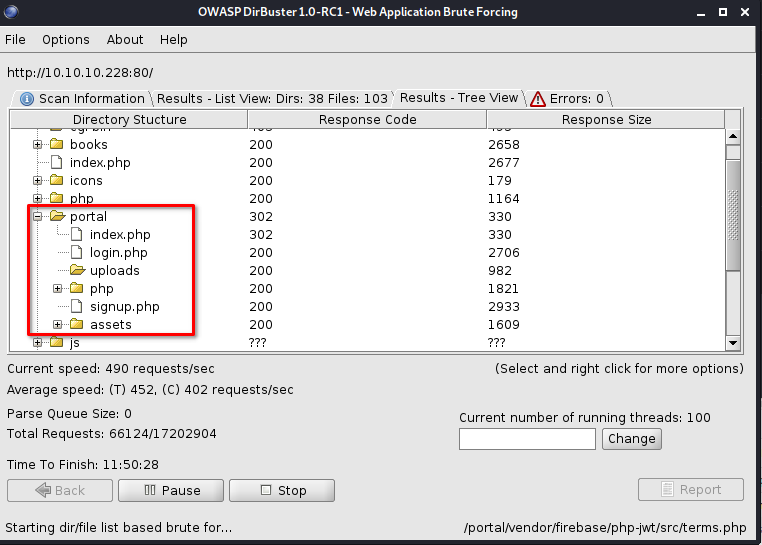 OWASP DirBuster 1.0-RC1 - Web Application Brute Forcing
File Options About Help
http://10.10.10.228:80/
Scan Information Results - List View: Dirs: 38 Files: 103 Results - Tree View Errors: 0
Directory Stucture Response Code Response Size
books 200 2658
index.php 200 2677
icons 200 179
php 200 1164
portal 302 330
index.php 302 330
login.php 200 2706
uploads 200 982
php 200 1821
signup.php 200 2933
assets 200 1609
js ??? ???
Current speed: 490 requests/sec (Select and right click for more options)
Average speed: (T) 452, (C) 402 requests/sec
Parse Queue Size: 0 Current number of running threads: 100
Total Requests: 66124/17202904 Change
Time To Finish: 11:50:28
Back Pause Stop Report
Starting dir/file list based brute for... /portal/vendor/firebase/php-jwt/src/terms.php